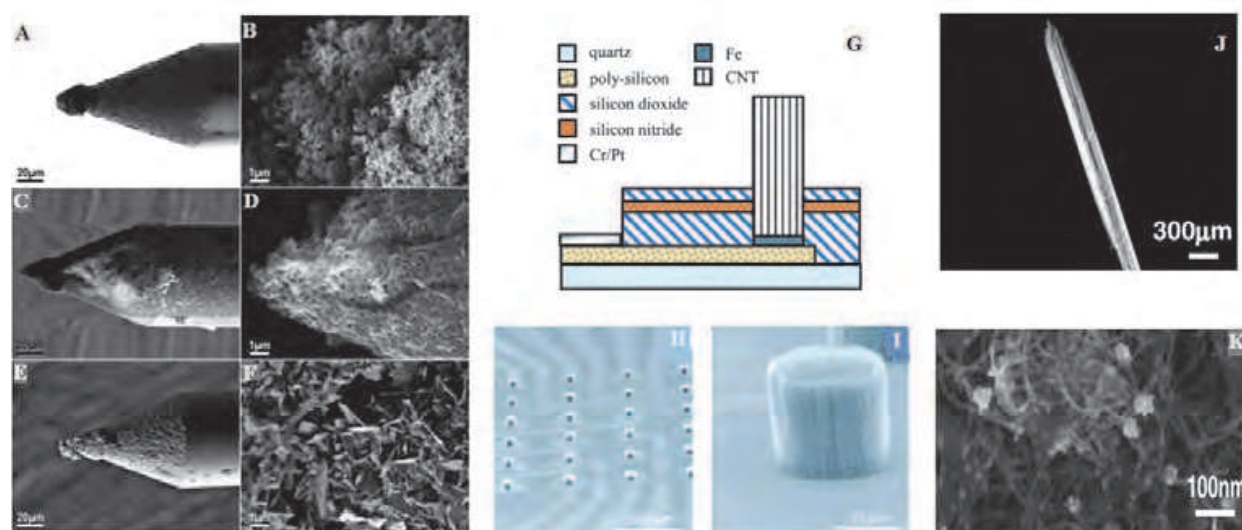 A
20μm
B
1μm
C
D
1μm
E
20μm
F
G
quartz
poly-silicon
silicon dioxide
silicon nitride
Cr/Pt
Fe
CNT
H
I
J
300μm
K
100nm